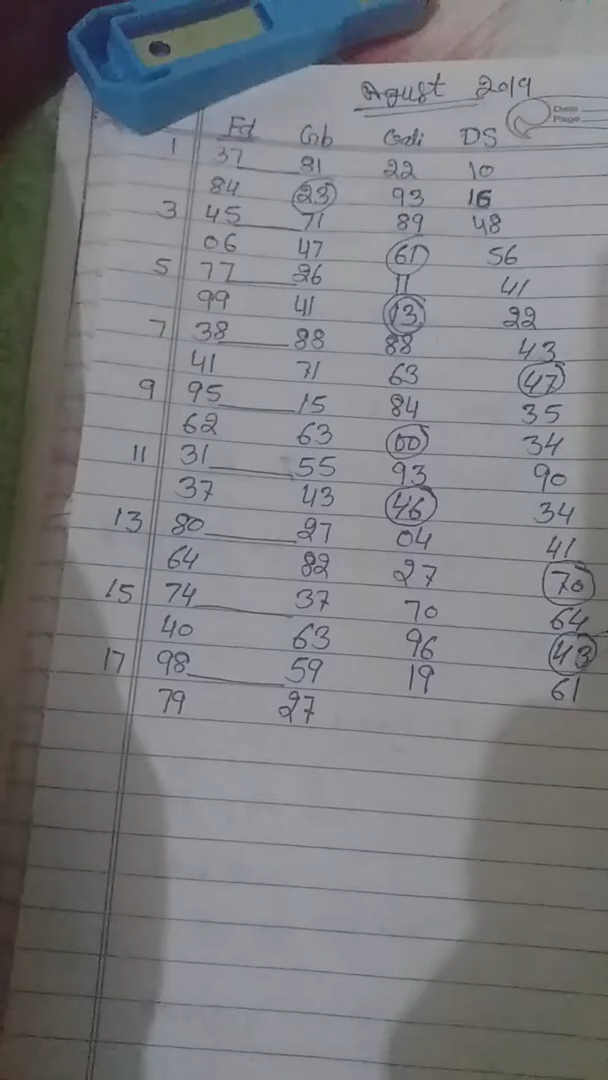 Agust 2019
Date
Page
Fd Gb Gali DS
1 37 81 22 10
84 23 93 16
3 45 71 89 48
06 47 61 56
5 77 26 11 41
99 41 13 22
7 38 88 88 43
41 71 63 47
9 95 15 84 35
62 63 00 34
11 31 55 93 90
37 43 46 34
13 80 27 04 41
64 82 27 70
15 74 37 70 64
40 63 96 43
17 98 59 19 61
79 27